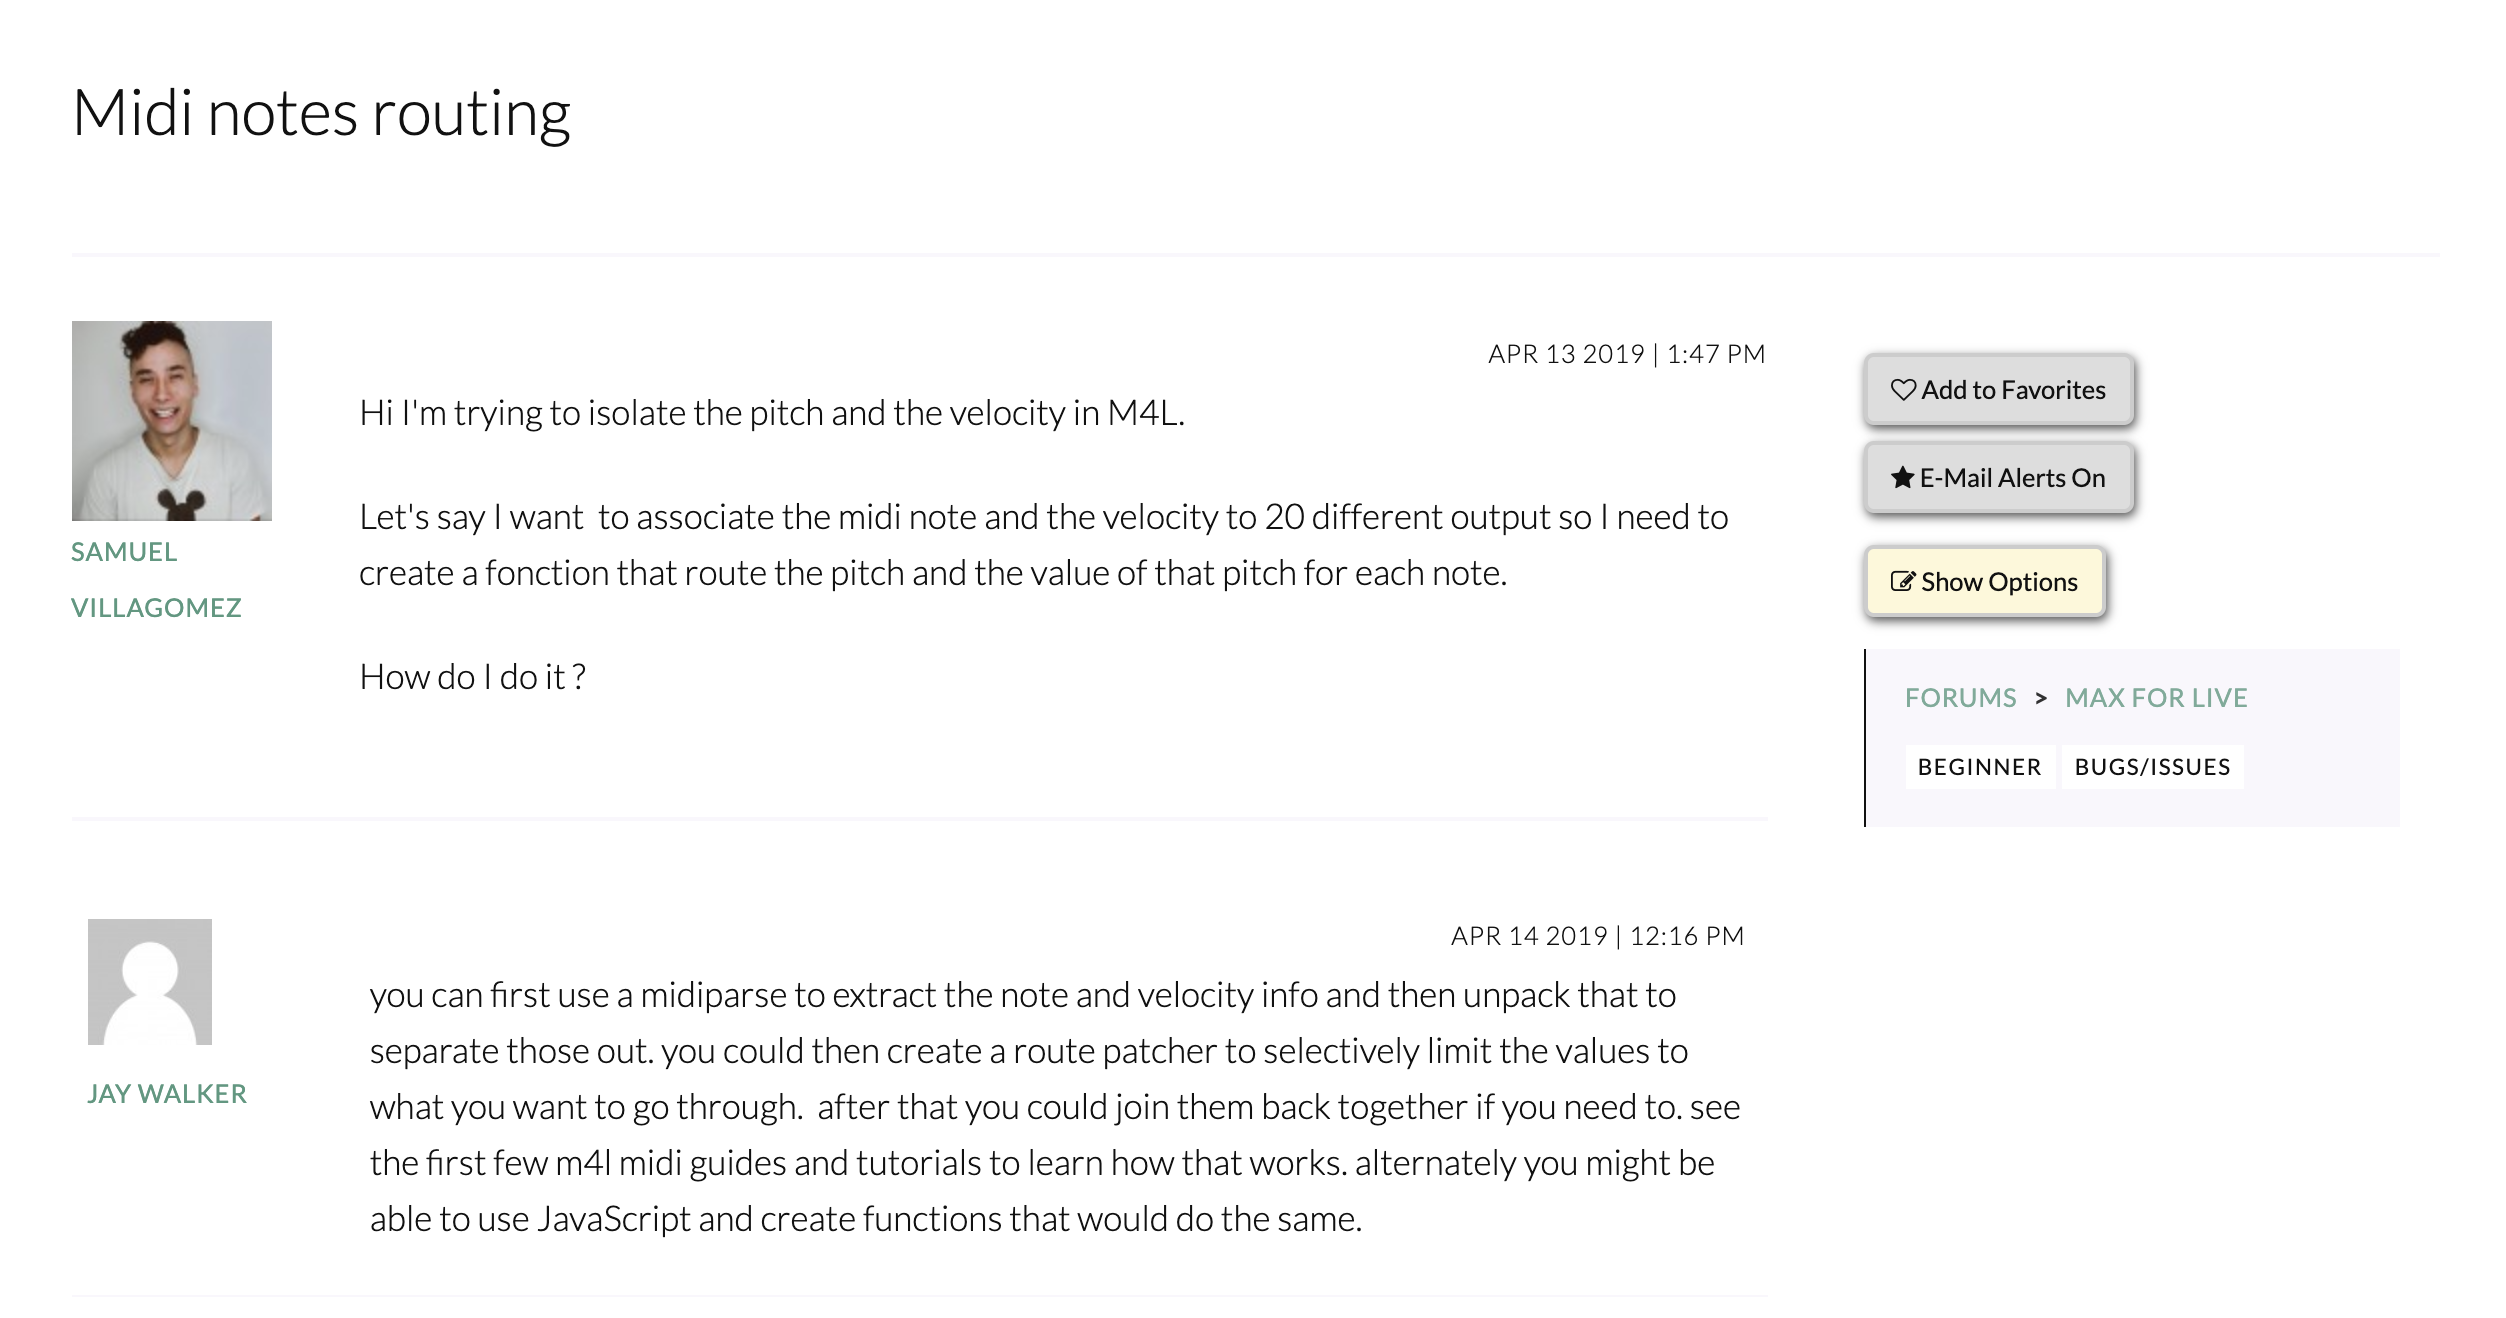 Midi notes routing
SAMUEL
VILLAGOMEZ
APR 13 2019 | 1:47 PM
Hi I'm trying to isolate the pitch and the velocity in M4L.
Let's say I want  to associate the midi note and the velocity to 20 different output so I need to
create a fonction that route the pitch and the value of that pitch for each note.
How do I do it ?
Add to Favorites
E-Mail Alerts On
Show Options
FORUMS > MAX FOR LIVE
BEGINNER BUGS/ISSUES
JAY WALKER
APR 14 2019 | 12:16 PM
you can first use a midiparse to extract the note and velocity info and then unpack that to
separate those out. you could then create a route patcher to selectively limit the values to
what you want to go through.  after that you could join them back together if you need to. see
the first few m4l midi guides and tutorials to learn how that works. alternately you might be
able to use JavaScript and create functions that would do the same.